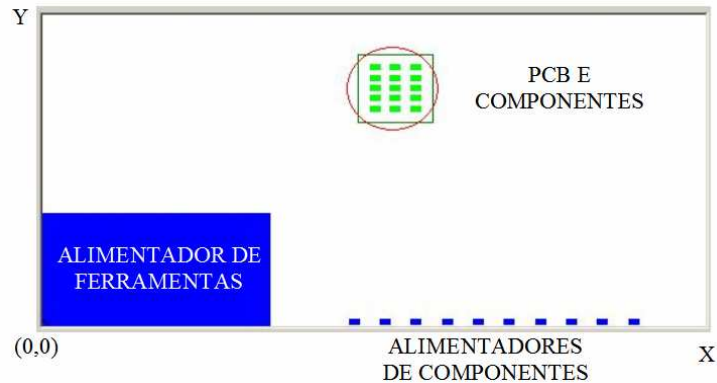 Y
PCB E
COMPONENTES
ALIMENTADOR DE
FERRAMENTAS
(0,0)
ALIMENTADORES
DE COMPONENTES
X